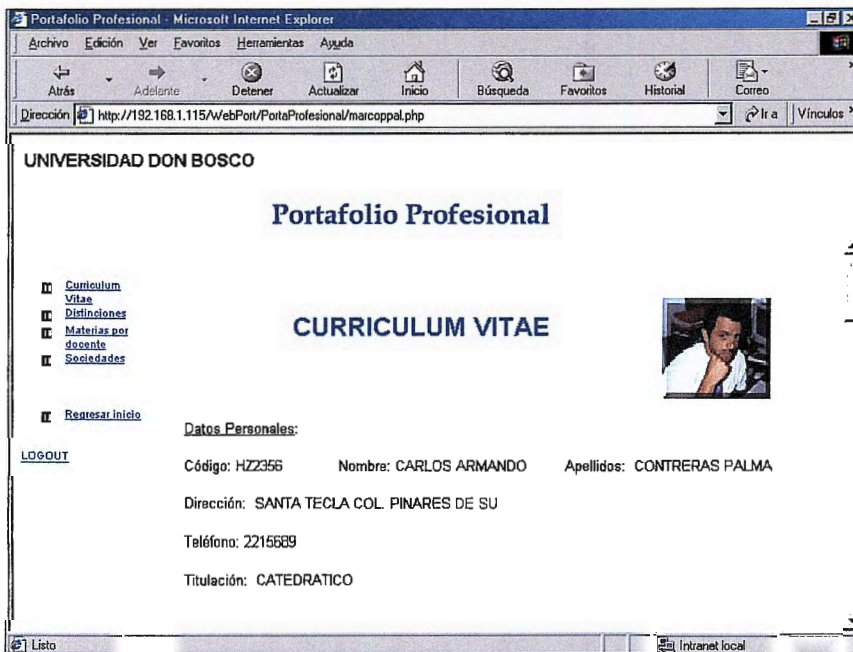 Portafolio Profesional - Microsoft Internet Explorer
Archivo Edición Ver Favoritos Herramientas Ayuda
Atrás Adelante Detener Actualizar Inicio Búsqueda Favoritos Historial Correo
Dirección http://192.168.1.115/WebPort/PortaProfesional/marcoppal.php Ir a Vínculos
UNIVERSIDAD DON BOSCO
Portafolio Profesional
Curriculum
Vitae
Distinciones
Materias por
docente
Sociedades
Regresar inicio
LOGOUT
CURRICULUM VITAE
Datos Personales:
Código: HZ2356 Nombre: CARLOS ARMANDO Apellidos: CONTRERAS PALMA
Dirección: SANTA TECLA COL. PINARES DE SU
Teléfono: 2215689
Titulación: CATEDRATICO
Listo Intranet local